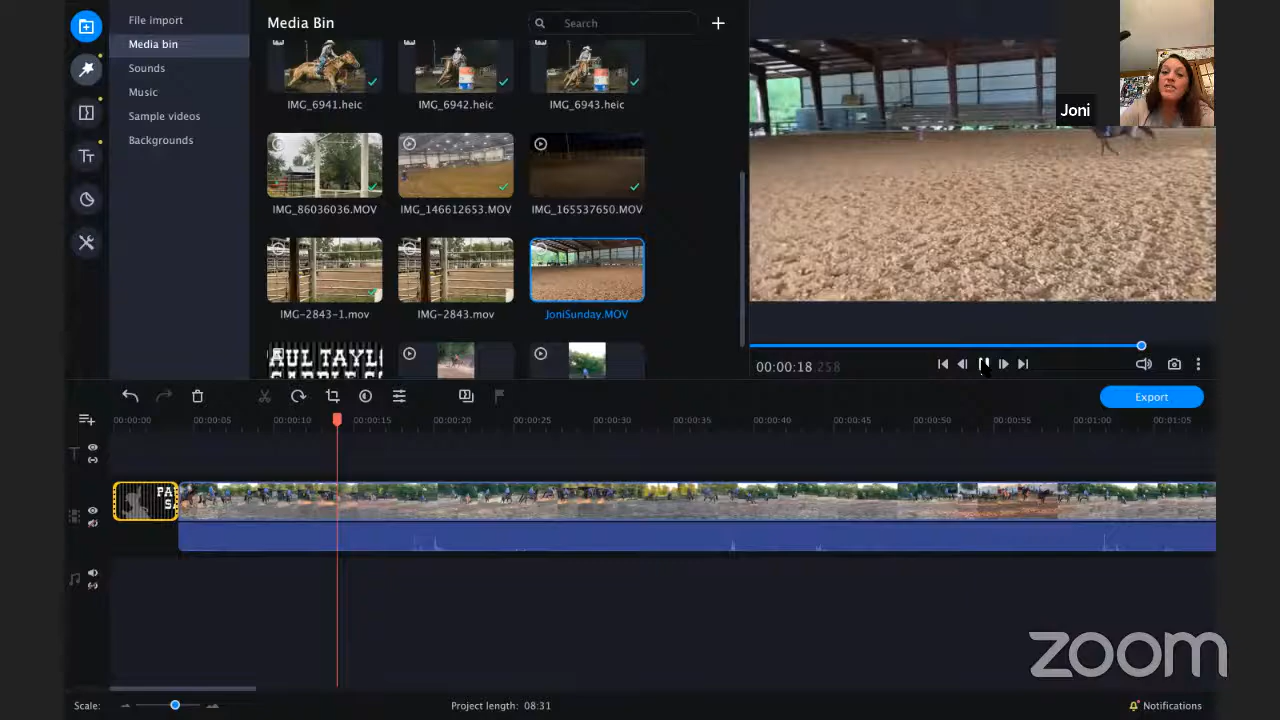 File import
Media bin
Sounds
Music
Sample videos
Backgrounds
Media Bin
Search
IMG_6941.heic
IMG_6942.heic
IMG_6943.heic
IMG_86036036.MOV
IMG_146612653.MOV
IMG_165537650.MOV
IMG-2843-1.mov
IMG-2843.mov
JoniSunday.MOV
AUL TAYL
Joni
00:00:18.258
Export
00:00:00
00:00:05
00:00:10
00:00:15
00:00:20
00:00:25
00:00:30
00:00:35
00:00:40
00:00:45
00:00:50
00:00:55
00:01:00
00:01:05
PA
S
zoom
Scale:
Project length: 08:31
Notifications